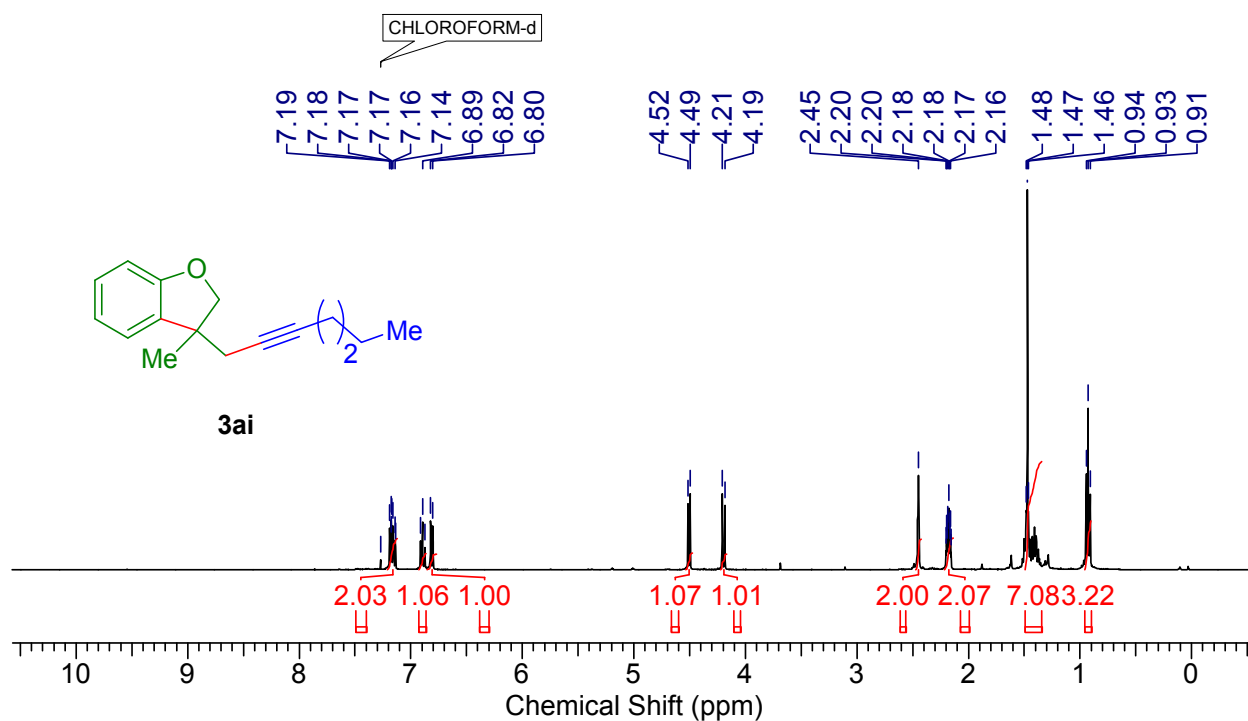 CHLOROFORM-d
7.19 7.18 7.17 7.17 7.16 7.14 6.89 6.82 6.80 4.52 4.49 4.21 4.19 2.45 2.20 2.20 2.18 2.18 2.17 2.16 1.48 1.47 1.46 0.94 0.93 0.91
O
Me
2
Me
3ai
2.03 1.06 1.00 1.07 1.01 2.00 2.07 7.08 3.22
10 9 8 7 6 5 4 3 2 1 0
Chemical Shift (ppm)